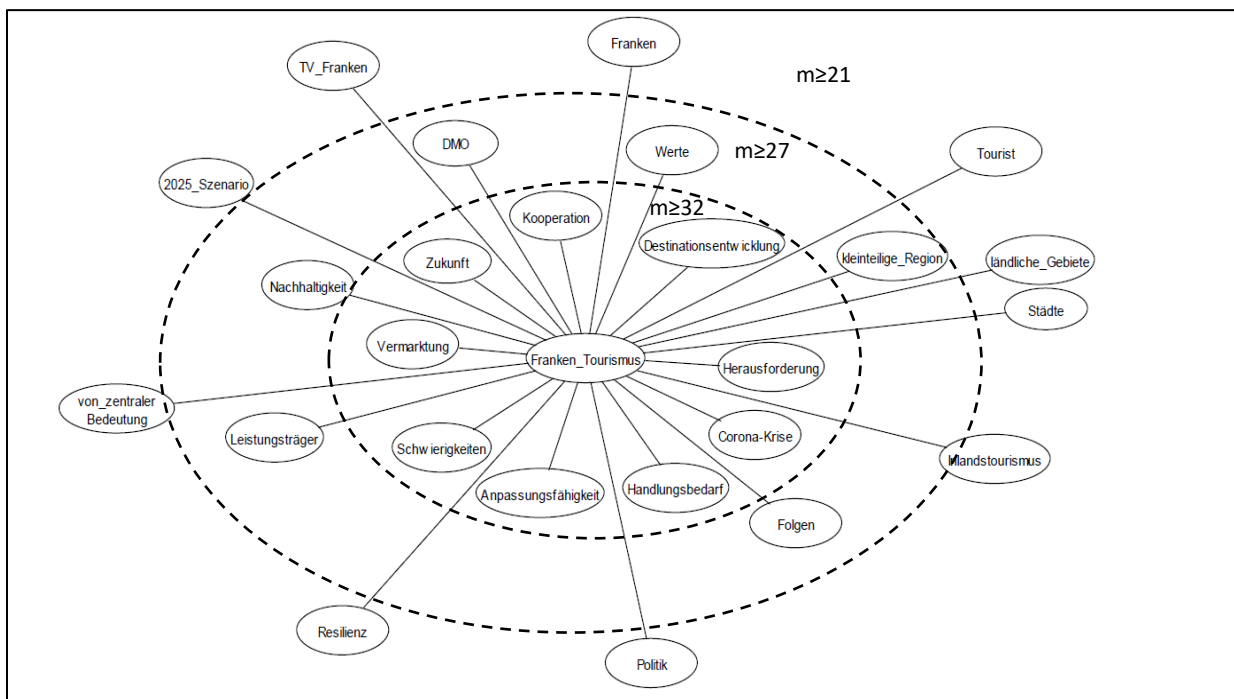 Franken
TV_Franken
m≥21
DMO
Werte
m≥27
Tourist
2025_Szenario
m≥32
Kooperation
Destinationsentwicklung
Zukunft
kleinteilige_Region
ländliche_Gebiete
Nachhaltigkeit
Städte
Vermarktung
Franken_Tourismus
Herausforderung
von_zentraler
Bedeutung
Leistungsträger
Schwierigkeiten
Corona-Krise
Inlandstourismus
Anpassungsfähigkeit
Handlungsbedarf
Folgen
Resilienz
Politik